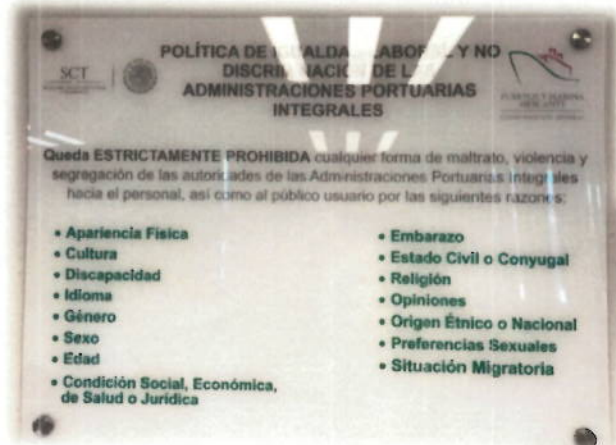 SCT
POLÍTICA DE IGUALDAD LABORAL Y NO
DISCRIMINACIÓN DE LAS
ADMINISTRACIONES PORTUARIAS
INTEGRALES
PUERTOS Y MARINA
MERCANTE
Queda ESTRICTAMENTE PROHIBIDA cualquier forma de maltrato, violencia y
segregación de las autoridades de las Administraciones Portuarias Integrales
hacia el personal, así como al público usuario por las siguientes razones:
• Apariencia Física
• Cultura
• Discapacidad
• Idioma
• Género
• Sexo
• Edad
• Condición Social, Económica,
de Salud o Jurídica
• Embarazo
• Estado Civil o Conyugal
• Religión
• Opiniones
• Origen Étnico o Nacional
• Preferencias Sexuales
• Situación Migratoria